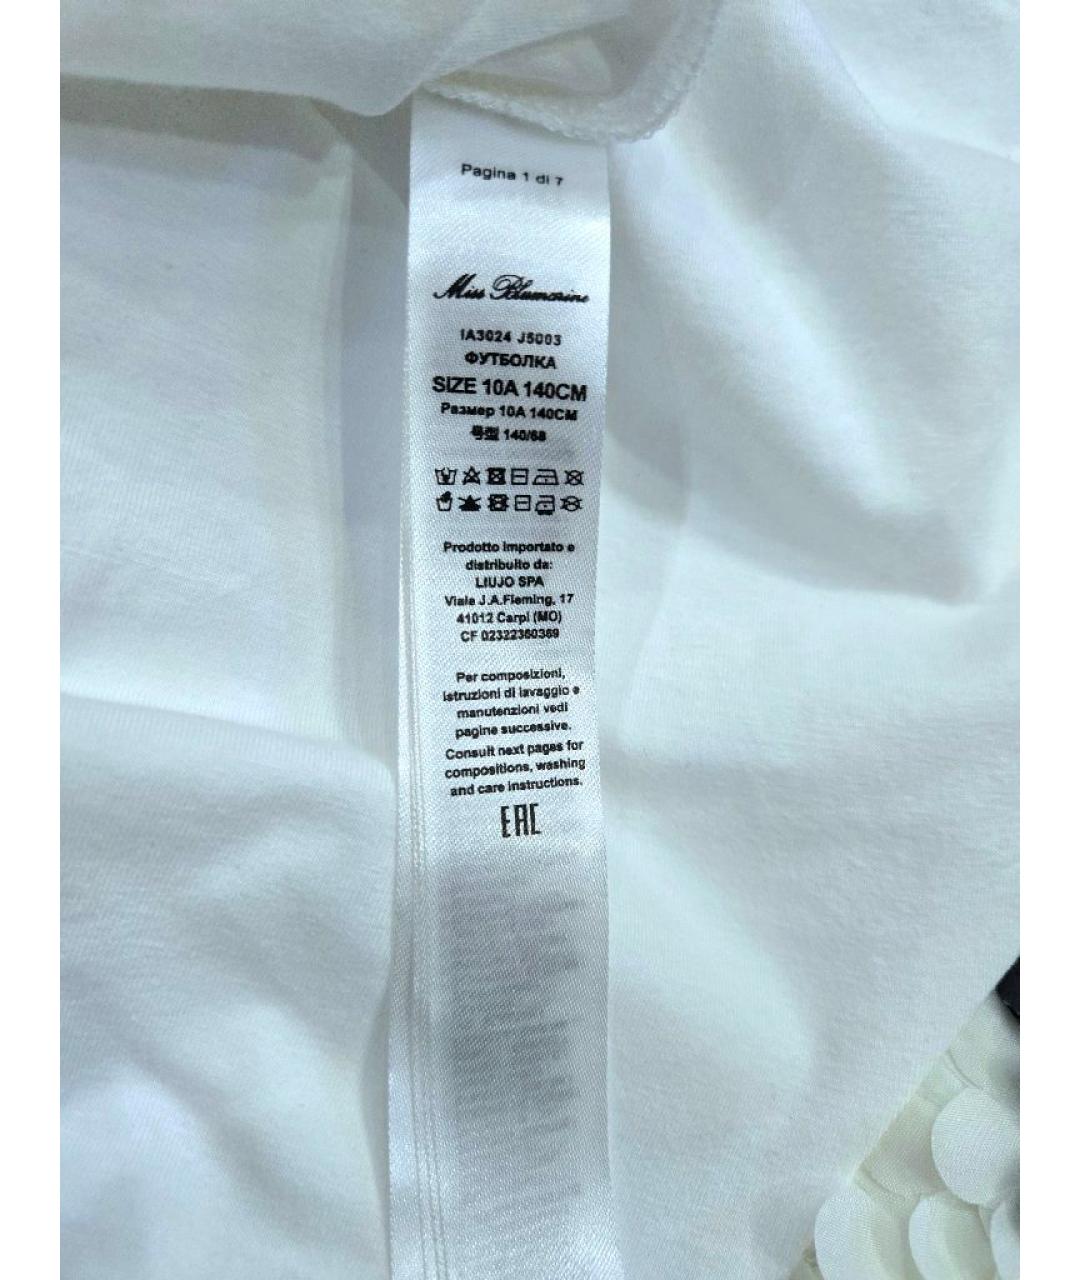 Pagina 1 di 7
Miss Blumarine
IA3024 J5003
ФУТБОЛКА
SIZE 10A 140CM
Размер 10A 140CM
号型 140/68
Prodotto importato e
distribuito da:
LIUJO SPA
Viale J.A.Fleming, 17
41012 Carpi (MO)
CF 02322360369
Per composizioni,
istruzioni di lavaggio e
manutenzioni vedi
pagine successive.
Consult next pages for
compositions, washing
and care instructions.
EAC